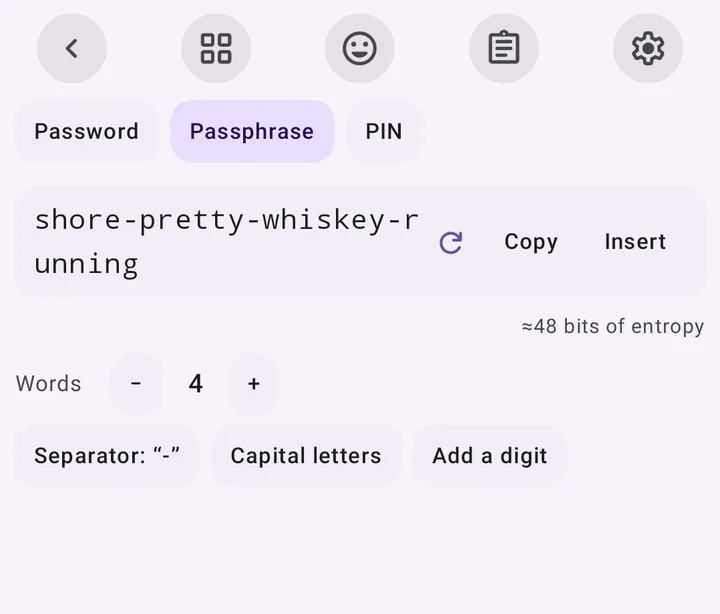 Password Passphrase PIN
shore-pretty-whiskey-r
unning
Copy Insert
≈48 bits of entropy
Words - 4 +
Separator: “-” Capital letters Add a digit